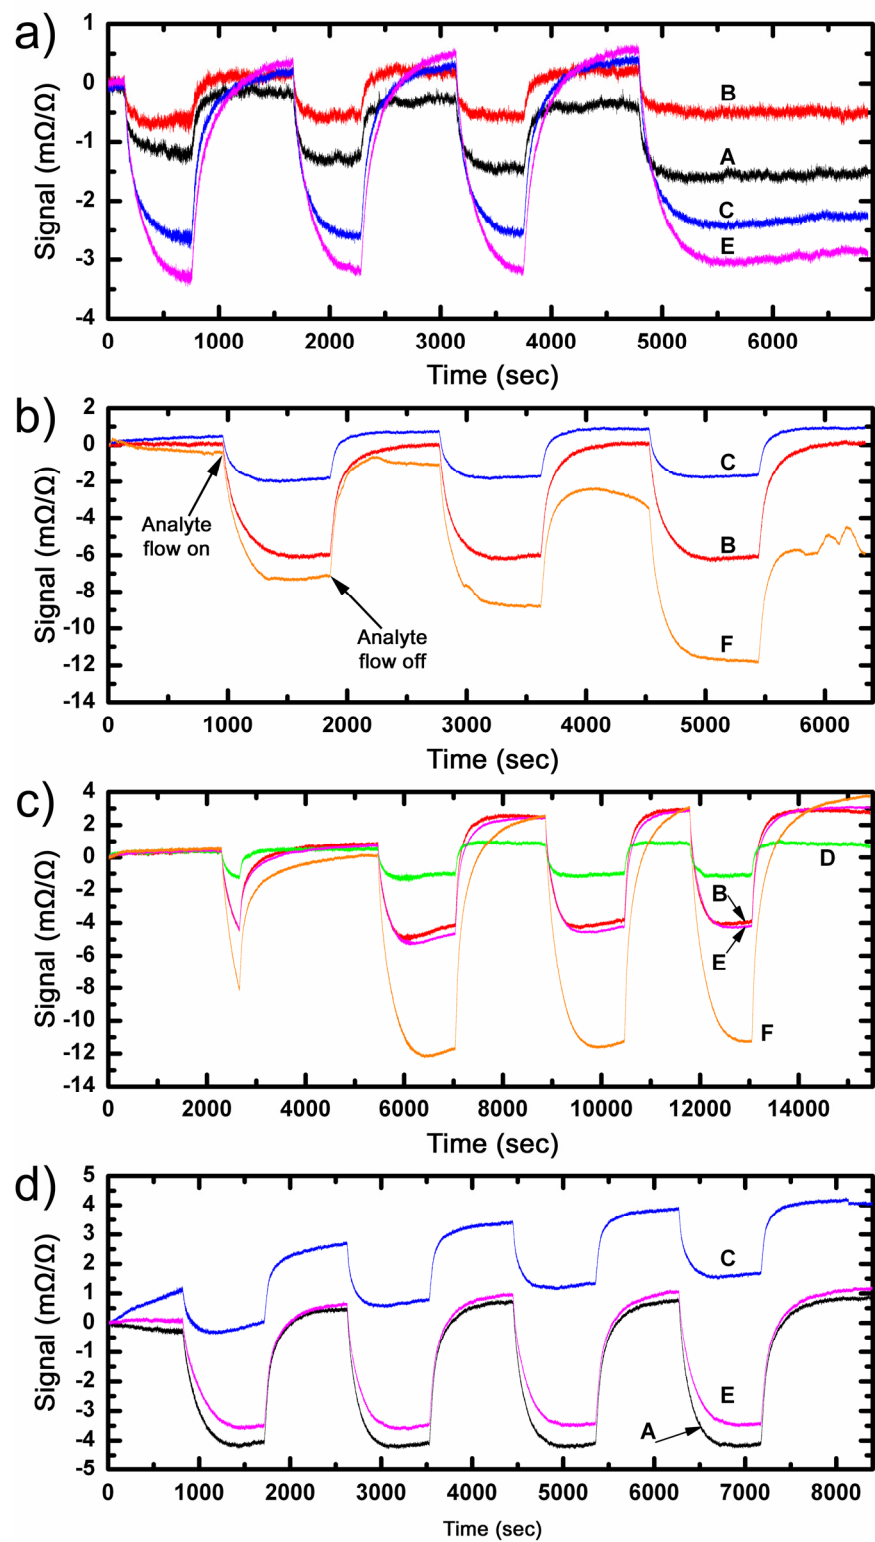 a)
1
0
-1
-2
-3
-4
Signal (mΩ/Ω)
B
A
C
E
0 1000 2000 3000 4000 5000 6000
Time (sec)
b)
2
0
-2
-4
-6
-8
-10
-12
-14
Signal (mΩ/Ω)
Analyte
flow on
Analyte
flow off
C
B
F
0 1000 2000 3000 4000 5000 6000
Time (sec)
c)
4
2
0
-2
-4
-6
-8
-10
-12
-14
Signal (mΩ/Ω)
D
B
E
F
0 2000 4000 6000 8000 10000 12000 14000
Time (sec)
d)
5
4
3
2
1
0
-1
-2
-3
-4
-5
Signal (mΩ/Ω)
C
E
A
0 1000 2000 3000 4000 5000 6000 7000 8000
Time (sec)